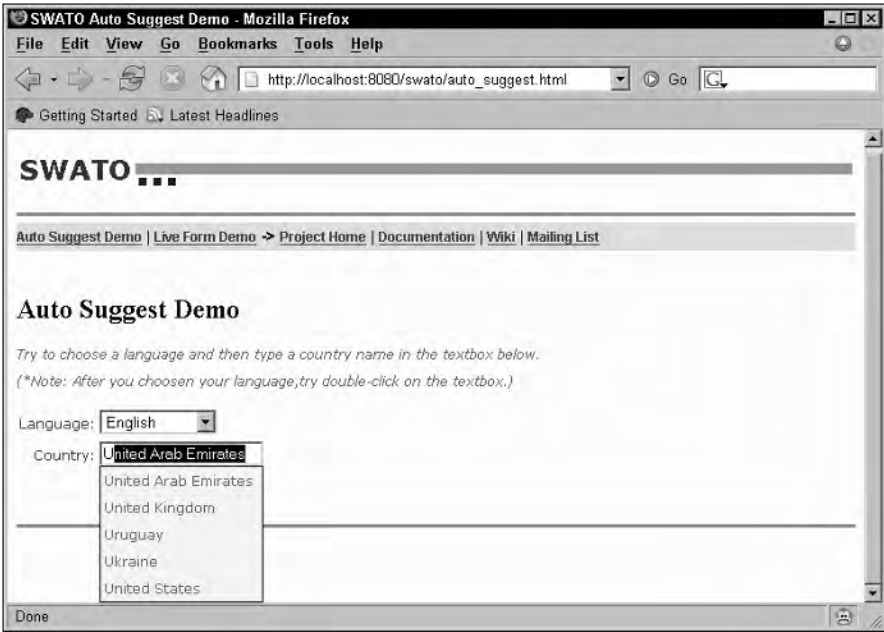 SWATO Auto Suggest Demo - Mozilla Firefox
File Edit View Go Bookmarks Tools Help
http://localhost:8080/swato/auto_suggest.html Go G
Getting Started Latest Headlines
SWATO...
Auto Suggest Demo | Live Form Demo -> Project Home | Documentation | Wiki | Mailing List
Auto Suggest Demo
Try to choose a language and then type a country name in the textbox below.
(*Note: After you choosen your language,try double-click on the textbox.)
Language: English
Country: United Arab Emirates
United Arab Emirates
United Kingdom
Uruguay
Ukraine
United States
Done